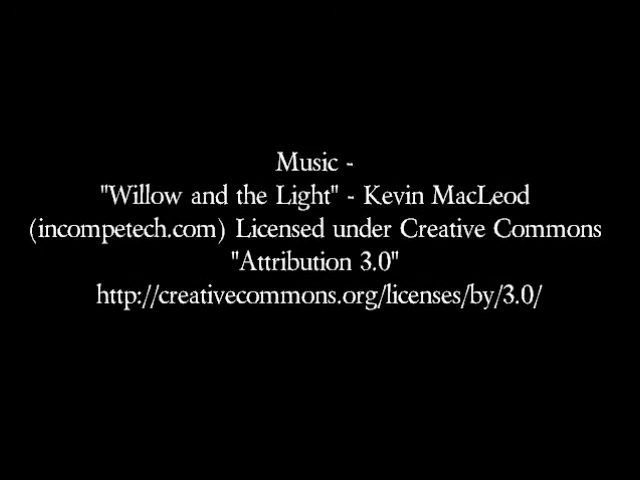 Music -
"Willow and the Light" - Kevin MacLeod
(incompetech.com) Licensed under Creative Commons
"Attribution 3.0"
http://creativecommons.org/licenses/by/3.0/